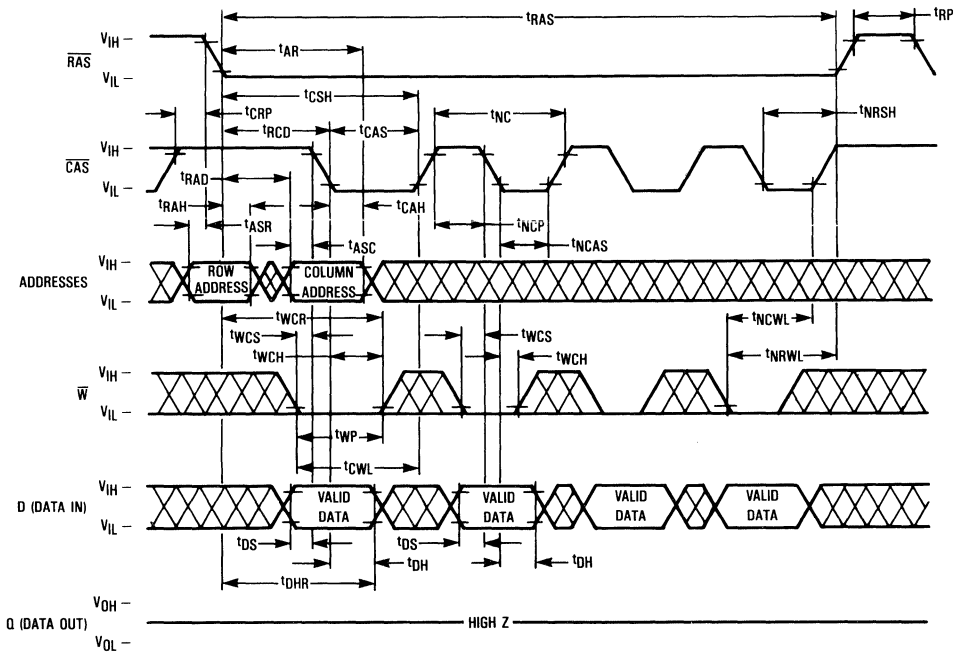 tRAS
tRP
VIH
RAS
VIL
tAR
tCSH
tCRP
tRCD
tCAS
tNC
tNRSH
VIH
CAS
VIL
tRAD
tRAH
tCAH
tASR
tNCP
tASC
tNCAS
VIH
ADDRESSES
VIL
ROW
ADDRESS
COLUMN
ADDRESS
tWCR
tNCWL
tWCS
tWCS
tWCH
tWCH
tNRWL
VIH
W
VIL
tWP
tCWL
VIH
D (DATA IN)
VIL
VALID
DATA
VALID
DATA
VALID
DATA
VALID
DATA
tDS
tDS
tDH
tDH
tDHR
VOH
Q (DATA OUT)
HIGH Z
VOL